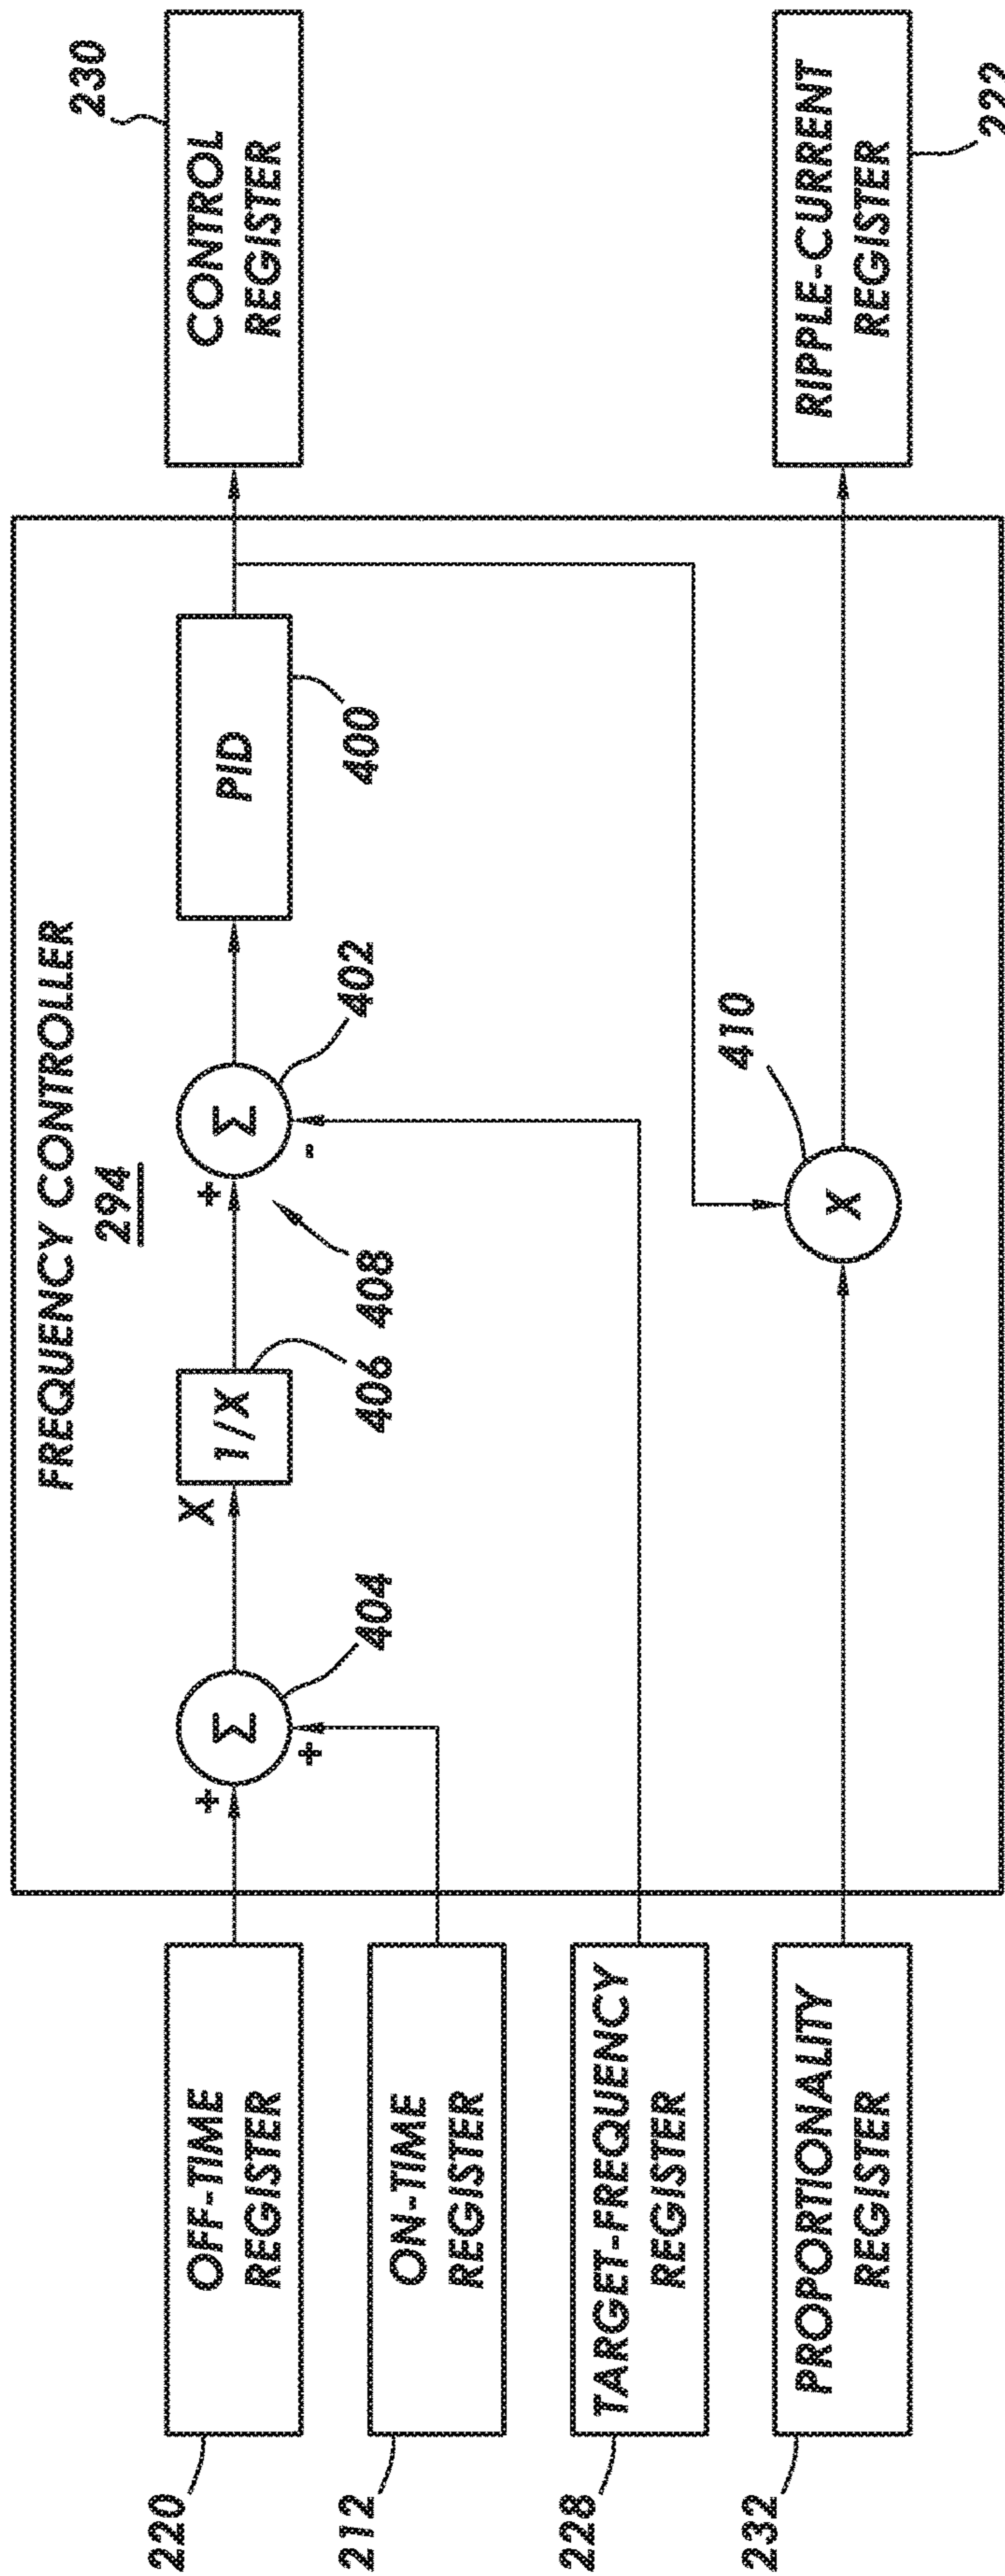 FREQUENCY CONTROLLER
294
220
OFF-TIME
REGISTER
212
ON-TIME
REGISTER
228
TARGET-FREQUENCY
REGISTER
232
PROPORTIONALITY
REGISTER
+
+
Σ
404
X
1/X
406
408
+
-
Σ
402
PID
400
X
410
230
CONTROL
REGISTER
RIPPLE-CURRENT
REGISTER
222